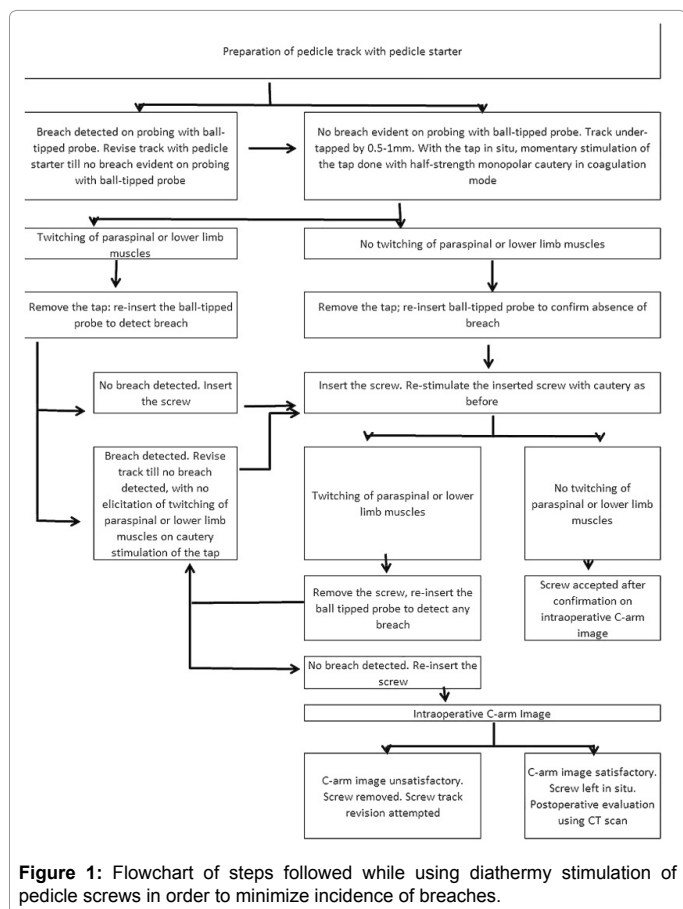 Preparation of pedicle track with pedicle starter
Breach detected on probing with ball-
tipped probe. Revise track with pedicle
starter till no breach evident on probing
with ball-tipped probe
No breach evident on probing with ball-tipped probe. Track under-
tapped by 0.5-1mm. With the tap in situ, momentary stimulation of
the tap done with half-strength monopolar cautery in coagulation
mode
Twitching of paraspinal or lower limb
muscles
No twitching of paraspinal or lower limb muscles
Remove the tap: re-insert the ball-tipped
probe to detect breach
Remove the tap; re-insert ball-tipped probe to confirm absence of
breach
No breach detected. Insert
the screw
Insert the screw. Re-stimulate the inserted screw with cautery as
before
Breach detected. Revise
track till no breach
detected, with no
elicitation of twitching of
paraspinal or lower limb
muscles on cautery
stimulation of the tap
Twitching of paraspinal or lower
limb muscles
No twitching of
paraspinal or lower limb
muscles
Remove the screw, re-insert the
ball tipped probe to detect any
breach
Screw accepted after
confirmation on
intraoperative C-arm
image
No breach detected. Re-insert the
screw
Intraoperative C-arm Image
C-arm image unsatisfactory.
Screw removed. Screw track
revision attempted
C-arm image satisfactory.
Screw left in situ.
Postoperative evaluation
using CT scan
Figure 1: Flowchart of steps followed while using diathermy stimulation of
pedicle screws in order to minimize incidence of breaches.